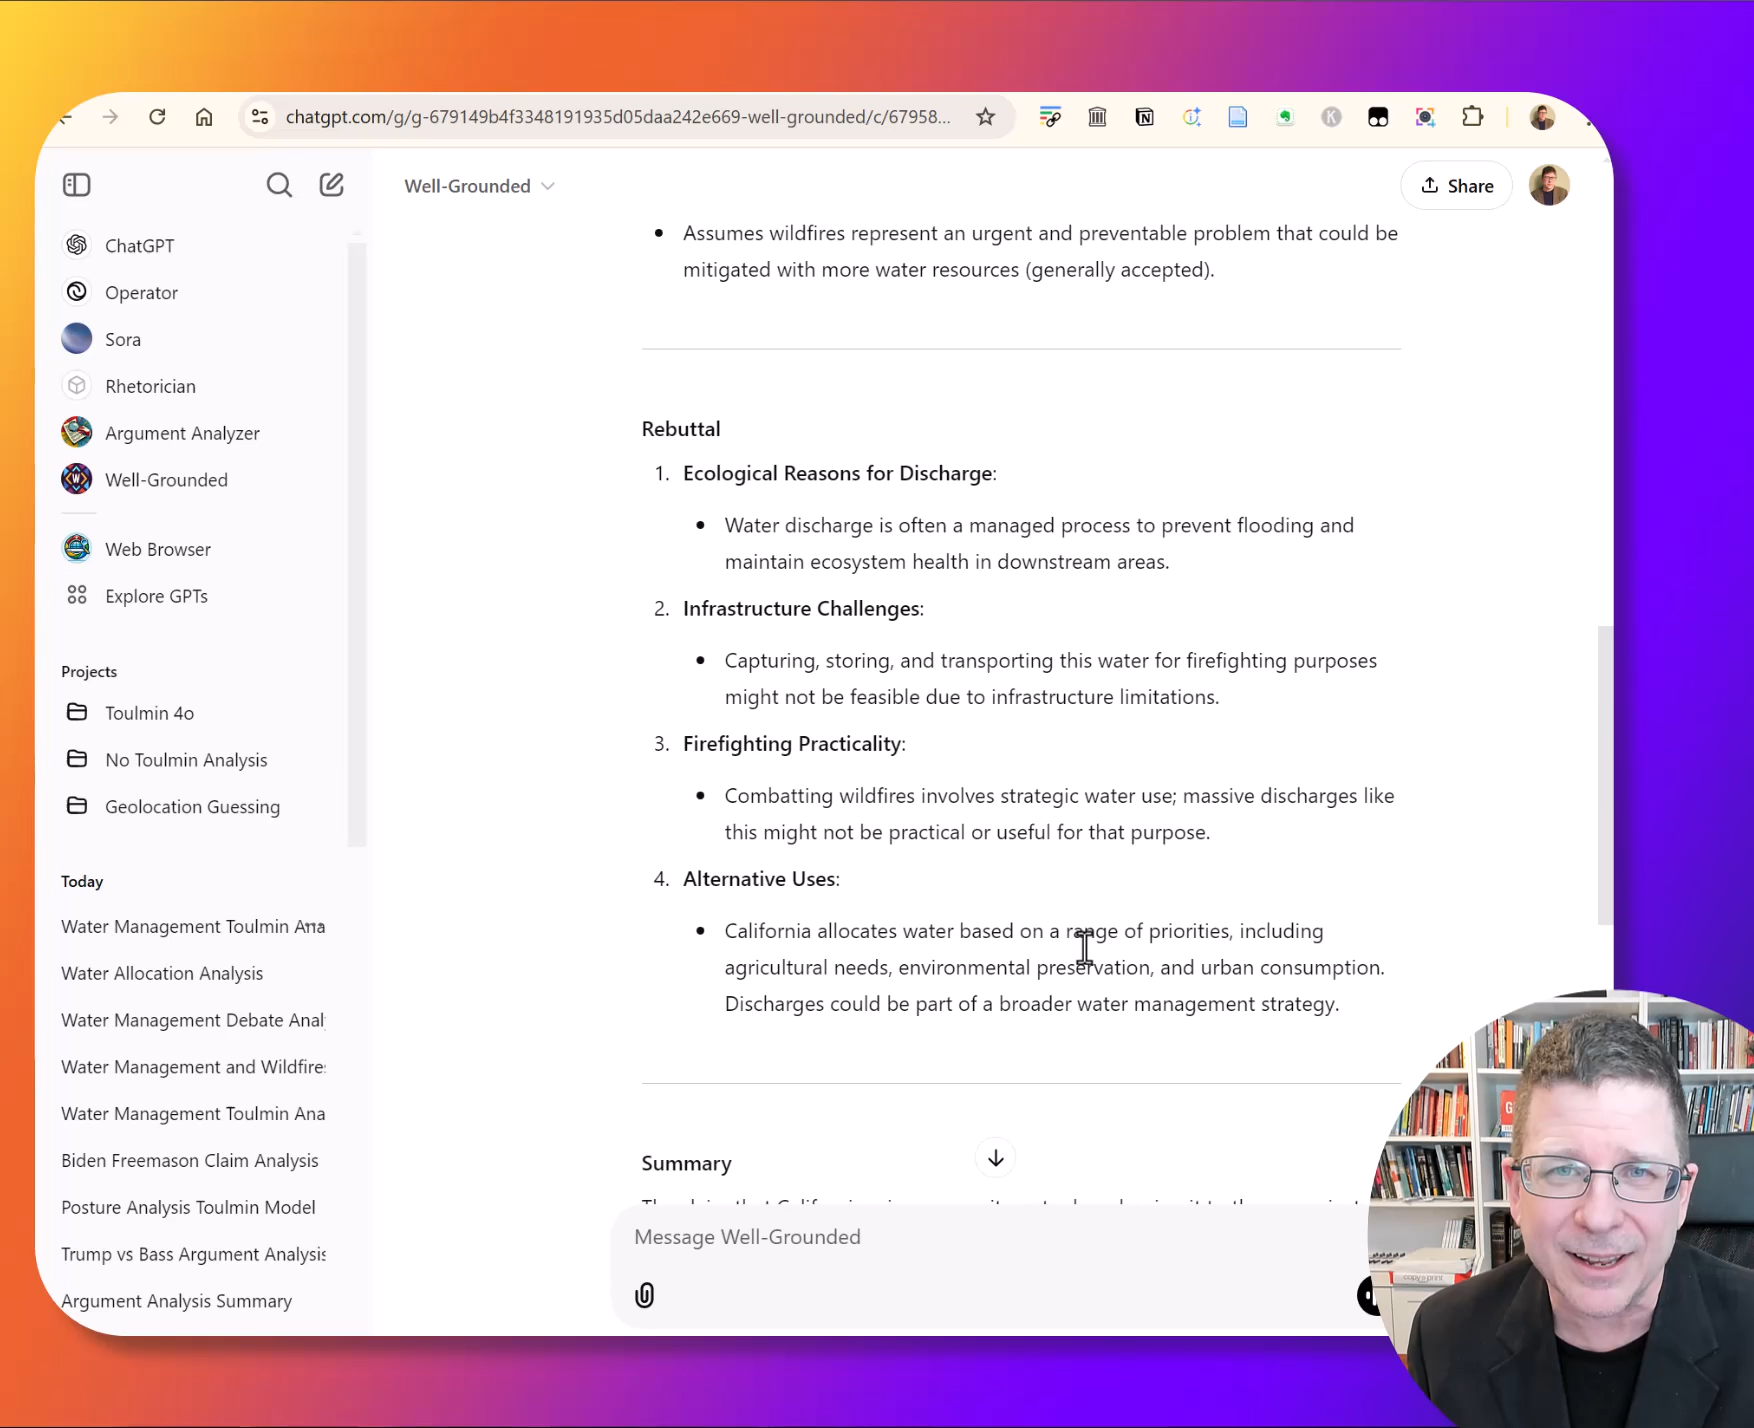 chatgpt.com/g/g-679149b4f3348191935d05daa242e669-well-grounded/c/67958...
Well-Grounded
Share
ChatGPT
Operator
Sora
Rhetorician
Argument Analyzer
Well-Grounded
Web Browser
Explore GPTs
Projects
Toulmin 4o
No Toulmin Analysis
Geolocation Guessing
Today
Water Management Toulmin Ana
Water Allocation Analysis
Water Management Debate Anal
Water Management and Wildfires
Water Management Toulmin Ana
Biden Freemason Claim Analysis
Posture Analysis Toulmin Model
Trump vs Bass Argument Analysis
Argument Analysis Summary
• Assumes wildfires represent an urgent and preventable problem that could be
mitigated with more water resources (generally accepted).
Rebuttal
1. Ecological Reasons for Discharge:
• Water discharge is often a managed process to prevent flooding and
maintain ecosystem health in downstream areas.
2. Infrastructure Challenges:
• Capturing, storing, and transporting this water for firefighting purposes
might not be feasible due to infrastructure limitations.
3. Firefighting Practicality:
• Combatting wildfires involves strategic water use; massive discharges like
this might not be practical or useful for that purpose.
4. Alternative Uses:
• California allocates water based on a range of priorities, including
agricultural needs, environmental preservation, and urban consumption.
Discharges could be part of a broader water management strategy.
Summary
Message Well-Grounded
copy & print